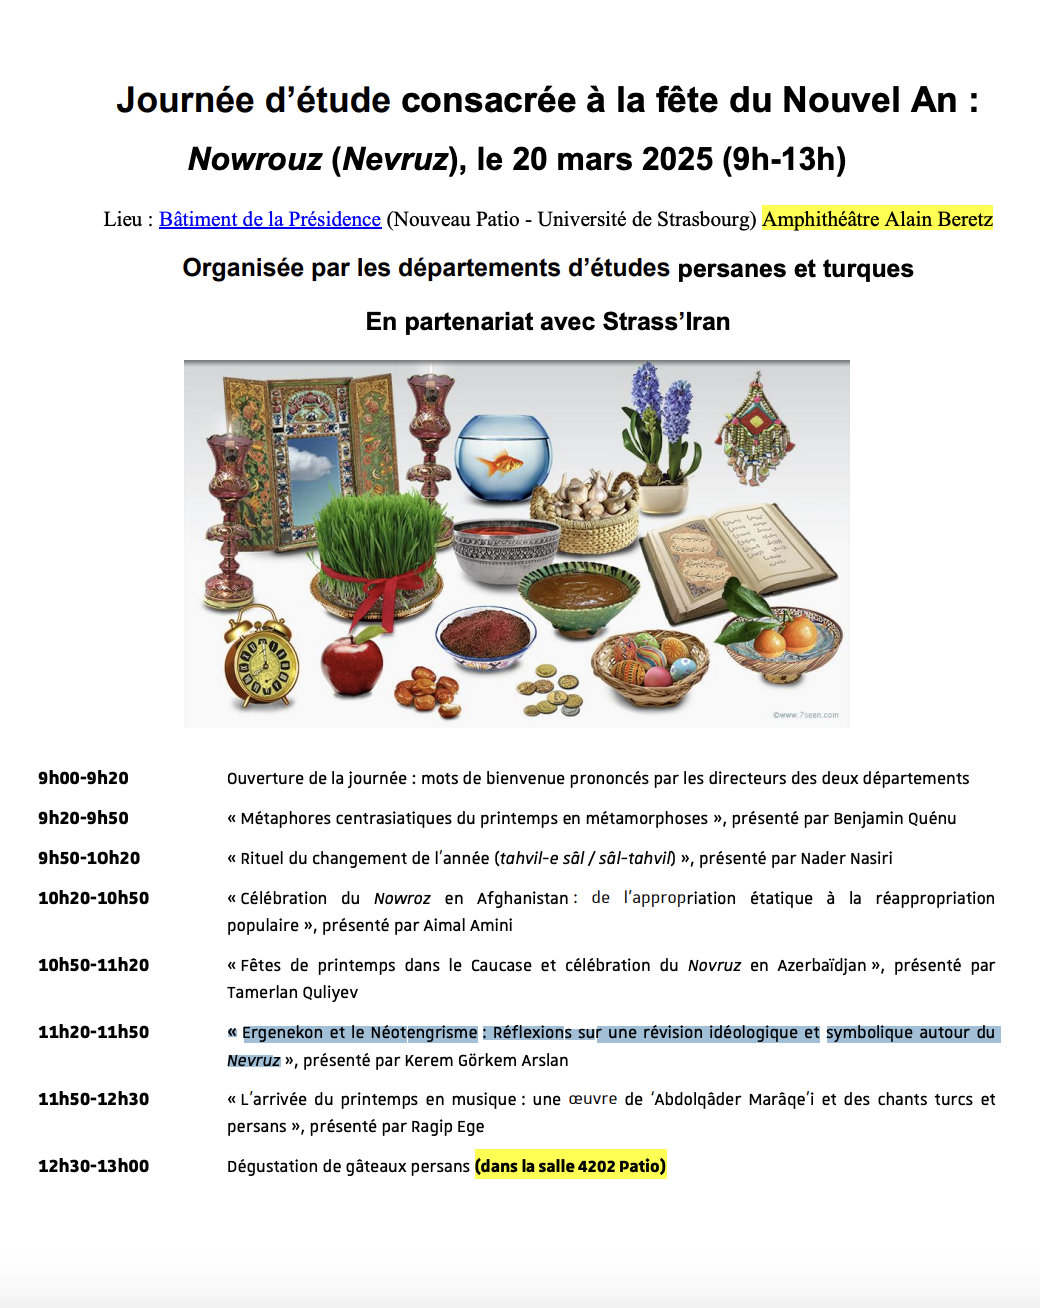 Journée d’étude consacrée à la fête du Nouvel An :
Nowrouz (Nevruz), le 20 mars 2025 (9h-13h)
Lieu : Bâtiment de la Présidence (Nouveau Patio - Université de Strasbourg) Amphithéâtre Alain Beretz
Organisée par les départements d’études persanes et turques
En partenariat avec Strass’Iran
©www.7seen.com
9h00-9h20 Ouverture de la journée : mots de bienvenue prononcés par les directeurs des deux départements
9h20-9h50 « Métaphores centrasiatiques du printemps en métamorphoses », présenté par Benjamin Quénu
9h50-10h20 « Rituel du changement de l’année (tahvil-e sâl / sâl-tahvil) », présenté par Nader Nasiri
10h20-10h50 « Célébration du Nowroz en Afghanistan : de l’appropriation étatique à la réappropriation
populaire », présenté par Aimal Amini
10h50-11h20 « Fêtes de printemps dans le Caucase et célébration du Novruz en Azerbaïdjan », présenté par
Tamerlan Quliyev
11h20-11h50 « Ergenekon et le Néotengrisme : Réflexions sur une révision idéologique et symbolique autour du
Nevruz », présenté par Kerem Görkem Arslan
11h50-12h30 « L’arrivée du printemps en musique : une œuvre de ‘Abdolqâder Marâqe’i et des chants turcs et
persans », présenté par Ragip Ege
12h30-13h00 Dégustation de gâteaux persans (dans la salle 4202 Patio)